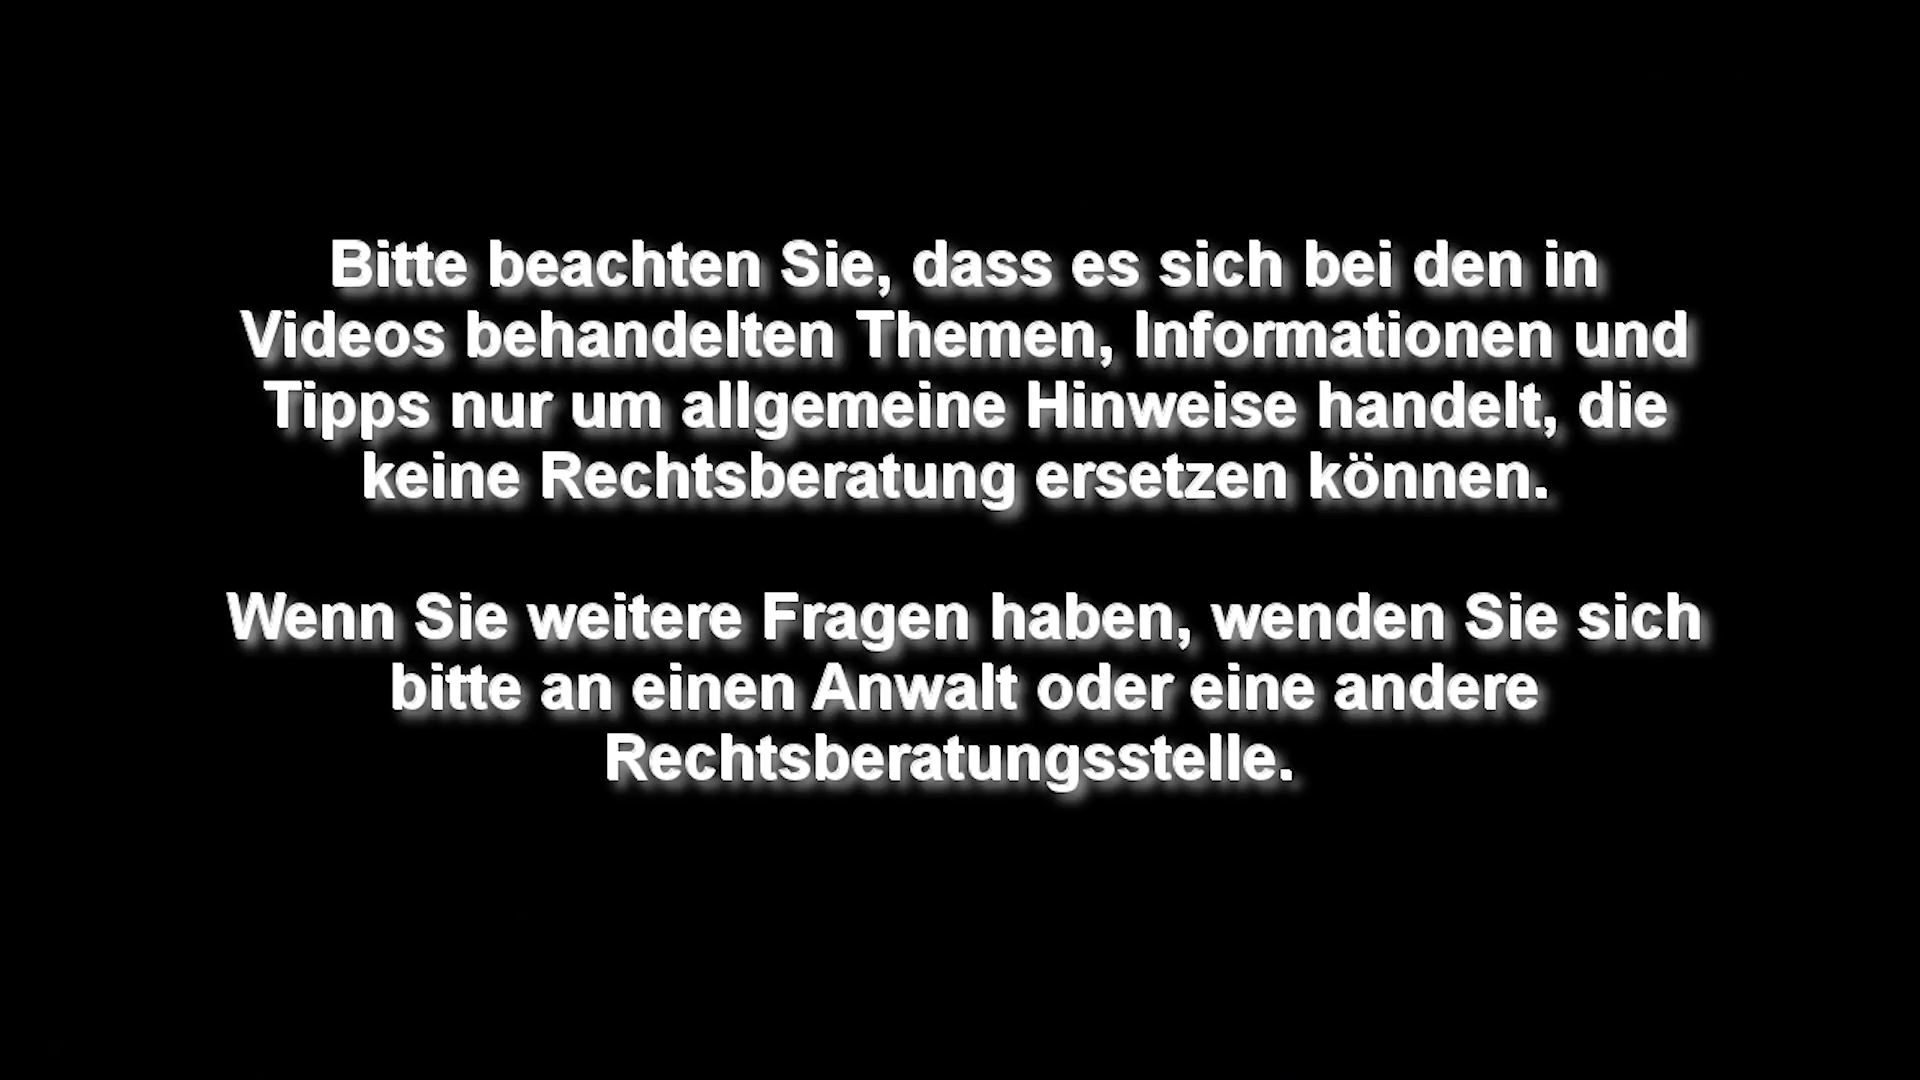 Bitte beachten Sie, dass es sich bei den in
Videos behandelten Themen, Informationen und
Tipps nur um allgemeine Hinweise handelt, die
keine Rechtsberatung ersetzen können.
Wenn Sie weitere Fragen haben, wenden Sie sich
bitte an einen Anwalt oder eine andere
Rechtsberatungsstelle.